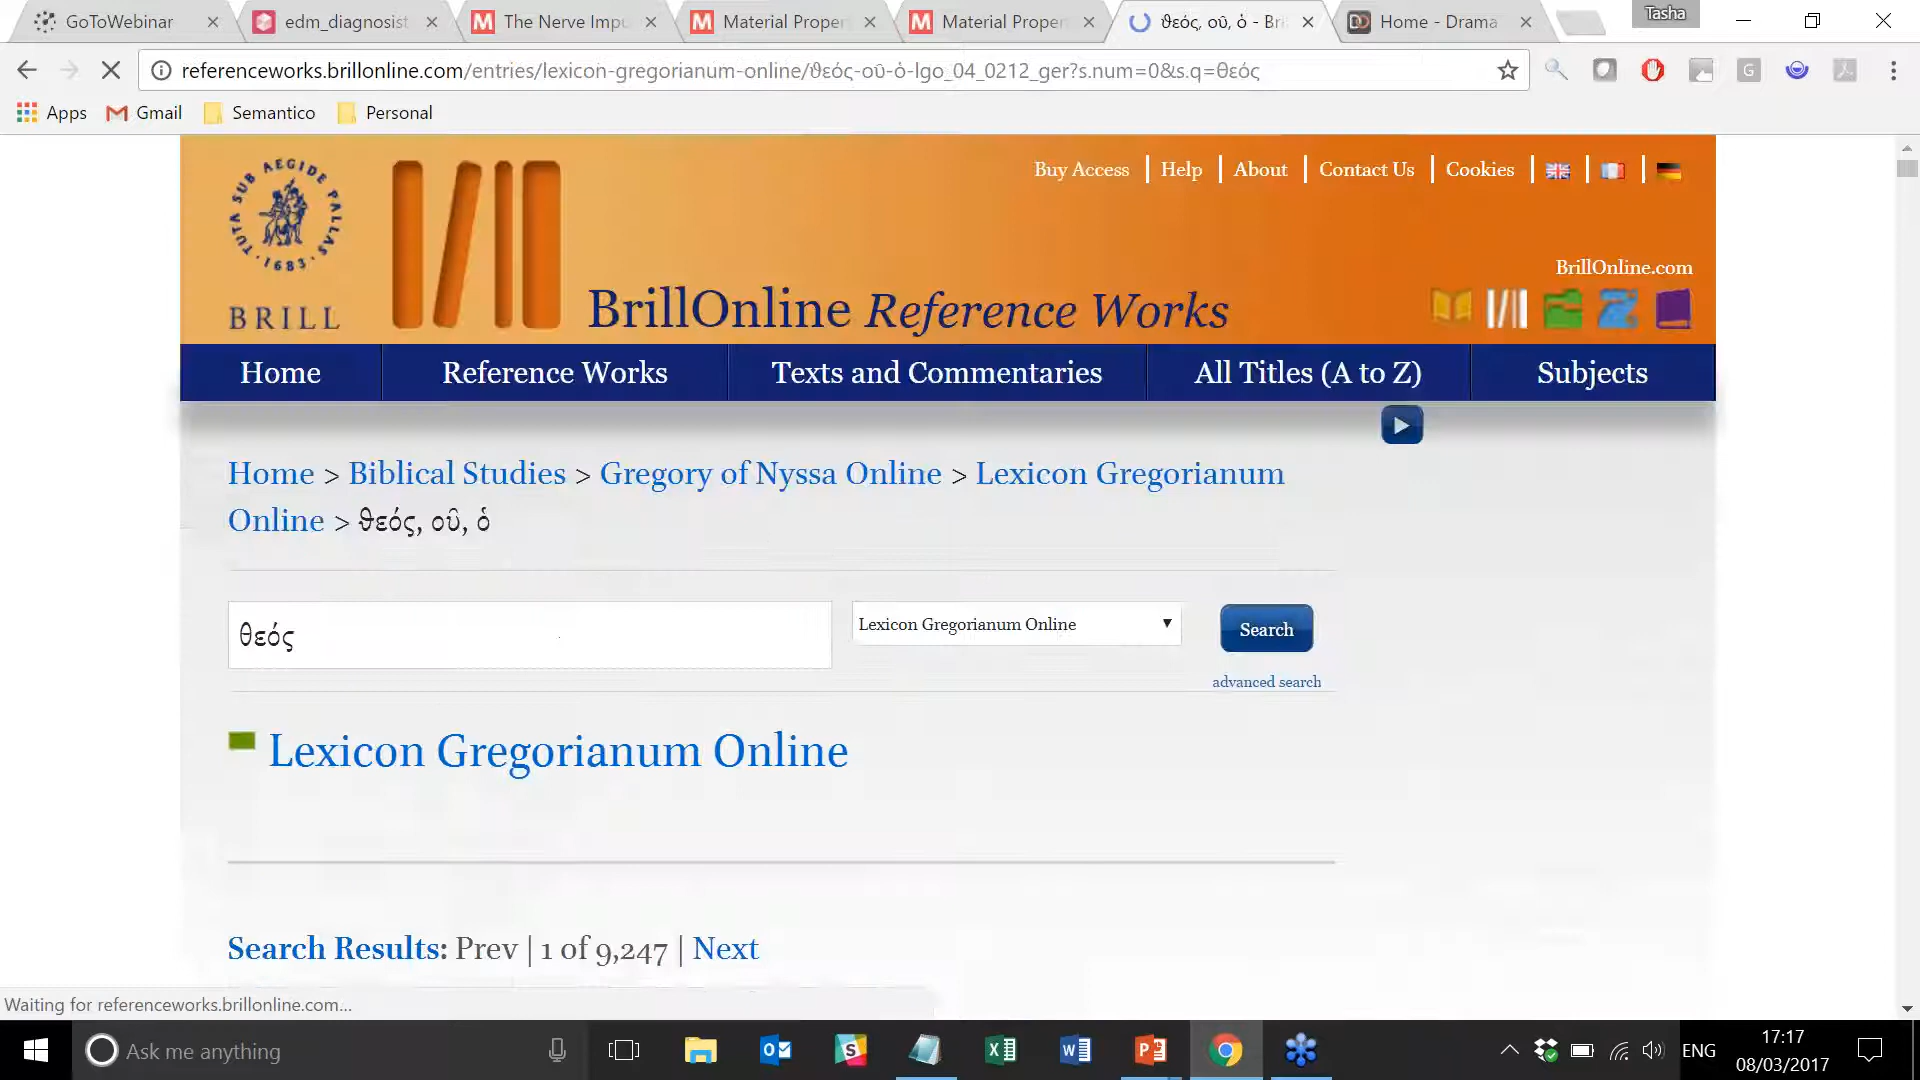 GoToWebinar
edm_diagnosist
The Nerve Impu
Material Proper
Material Proper
ϑεός, οῦ, ὁ - Bri
Home - Drama
Tasha
referenceworks.brillonline.com/entries/lexicon-gregorianum-online/ϑεός-οῦ-ὁ-lgo_04_0212_ger?s.num=0&s.q=θεός
Apps
Gmail
Semantico
Personal
TUTA SUB AEGIDE PALLAS
·1683·
BRILL
Buy Access
Help
About
Contact Us
Cookies
BrillOnline.com
BrillOnline Reference Works
Home
Reference Works
Texts and Commentaries
All Titles (A to Z)
Subjects
Home > Biblical Studies > Gregory of Nyssa Online > Lexicon Gregorianum
Online > ϑεός, οῦ, ὁ
θεός
Lexicon Gregorianum Online
Search
advanced search
Lexicon Gregorianum Online
Search Results: Prev | 1 of 9,247 | Next
Waiting for referenceworks.brillonline.com...
Ask me anything
ENG
17:17
08/03/2017